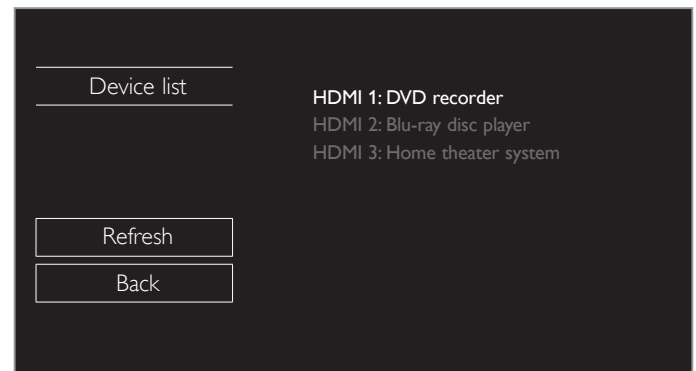 Device list
HDMI 1: DVD recorder
HDMI 2: Blu-ray disc player
HDMI 3: Home theater system
Refresh
Back